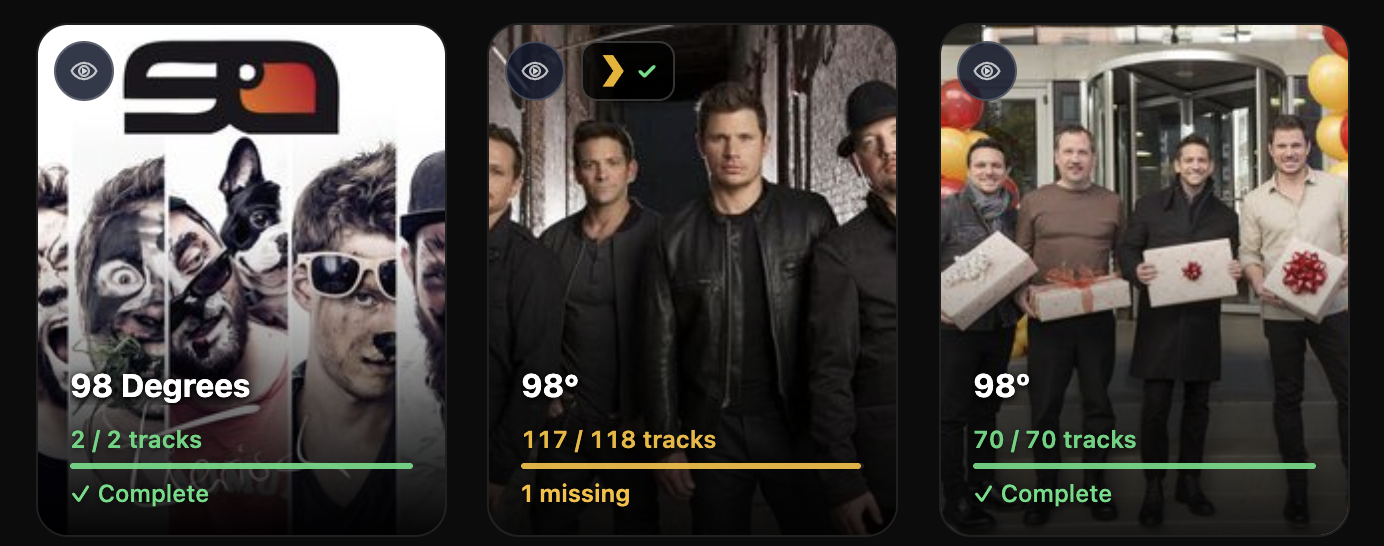 98 Degrees
2 / 2 tracks
✓ Complete
98º
117 / 118 tracks
1 missing
98º
70 / 70 tracks
✓ Complete